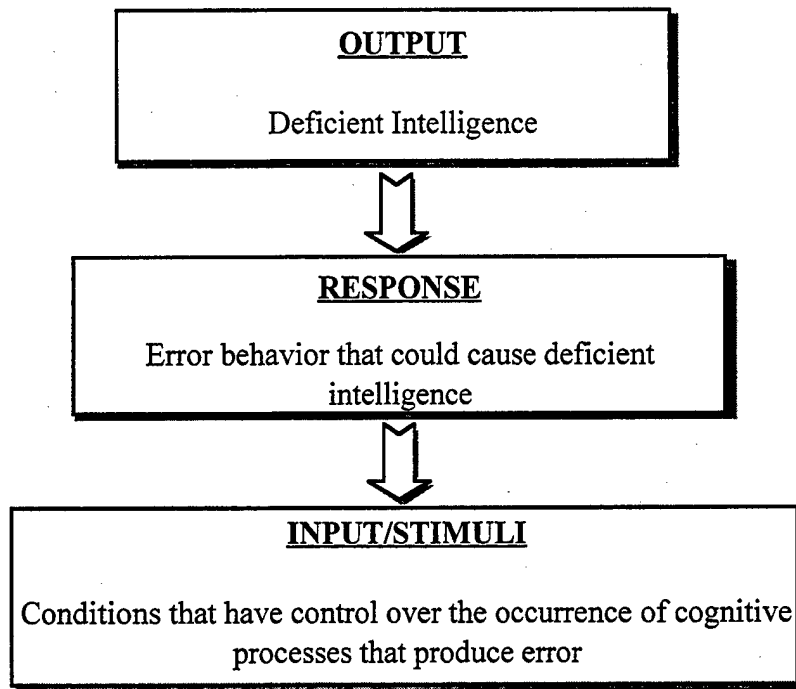 OUTPUT
Deficient Intelligence
RESPONSE
Error behavior that could cause deficient
intelligence
INPUT/STIMULI
Conditions that have control over the occurrence of cognitive
processes that produce error